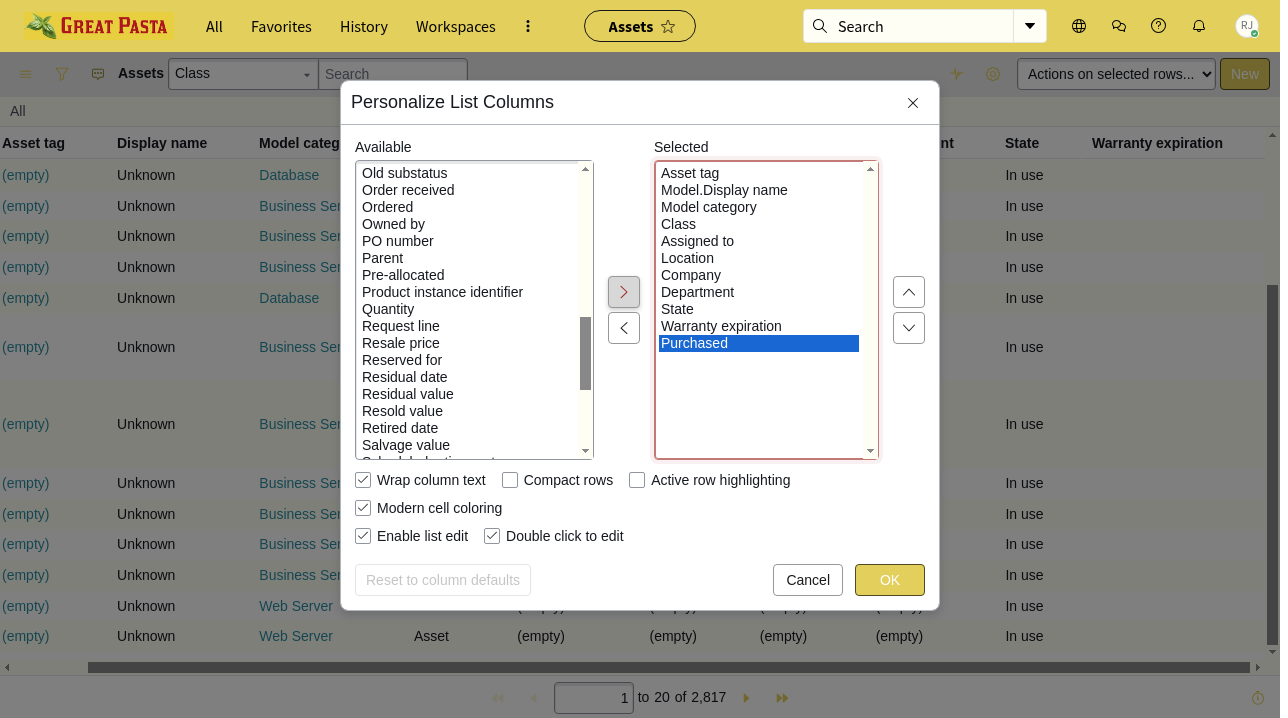 GREAT PASTA
All
Favorites
History
Workspaces
Assets
Search
RJ
Assets
Class
Search
Actions on selected rows...
New
All
Asset tag
Display name
Model categ
nt
State
Warranty expiration
(empty) Unknown Database In use
(empty) Unknown Business Ser In use
(empty) Unknown Business Ser In use
(empty) Unknown Business Ser In use
(empty) Unknown Database In use
(empty) Unknown Business Ser In use
(empty) Unknown Business Ser In use
(empty) Unknown Business Ser In use
(empty) Unknown Business Ser In use
(empty) Unknown Business Ser In use
(empty) Unknown Business Ser In use
(empty) Unknown Web Server (empty) (empty) (empty) (empty) In use
(empty) Unknown Web Server Asset (empty) (empty) (empty) (empty) In use
1 to 20 of 2,817
Personalize List Columns
Available
Old substatus
Order received
Ordered
Owned by
PO number
Parent
Pre-allocated
Product instance identifier
Quantity
Request line
Resale price
Reserved for
Residual date
Residual value
Resold value
Retired date
Salvage value
Selected
Asset tag
Model.Display name
Model category
Class
Assigned to
Location
Company
Department
State
Warranty expiration
Purchased
Wrap column text
Compact rows
Active row highlighting
Modern cell coloring
Enable list edit
Double click to edit
Reset to column defaults
Cancel
OK